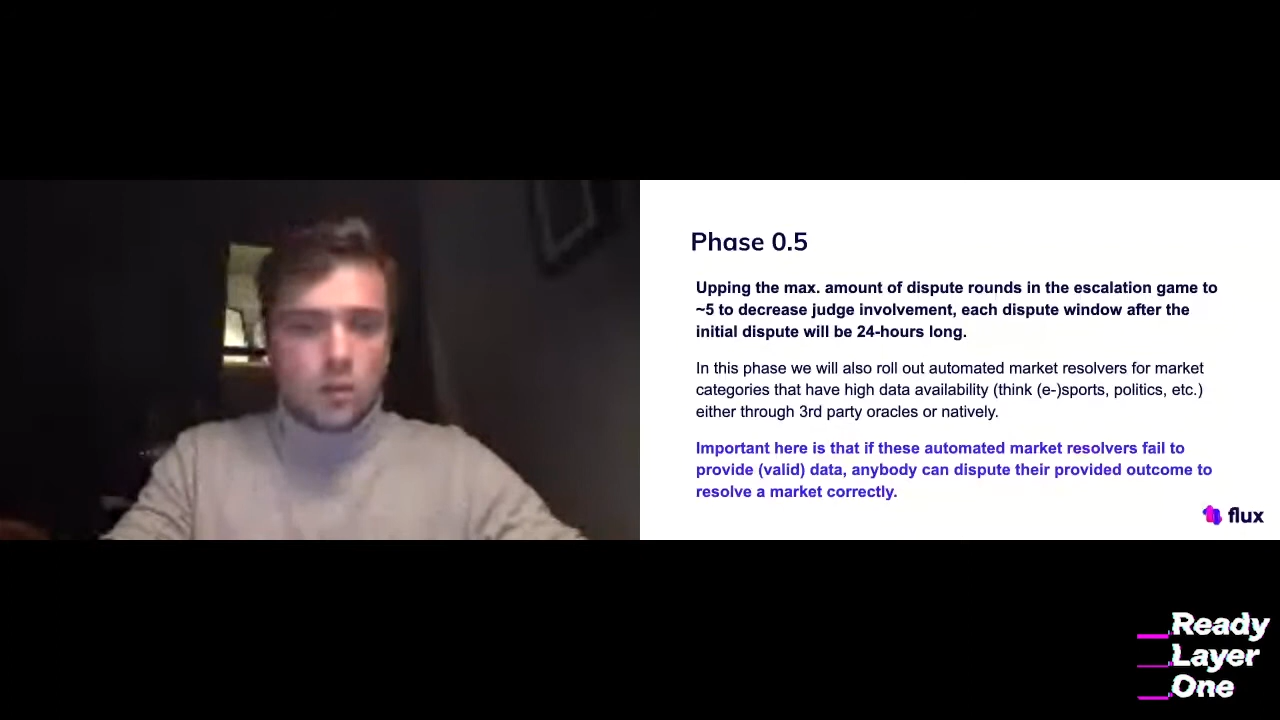 Phase 0.5
Upping the max. amount of dispute rounds in the escalation game to
~5 to decrease judge involvement, each dispute window after the
initial dispute will be 24-hours long.
In this phase we will also roll out automated market resolvers for market
categories that have high data availability (think (e-)sports, politics, etc.)
either through 3rd party oracles or natively.
Important here is that if these automated market resolvers fail to
provide (valid) data, anybody can dispute their provided outcome to
resolve a market correctly.
flux
Ready
Layer
One